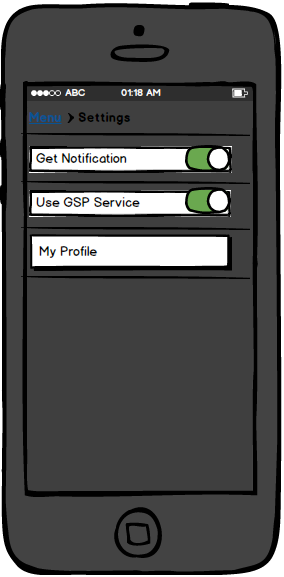 ABC 01:18 AM
Menu > Settings
Get Notification
Use GSP Service
My Profile